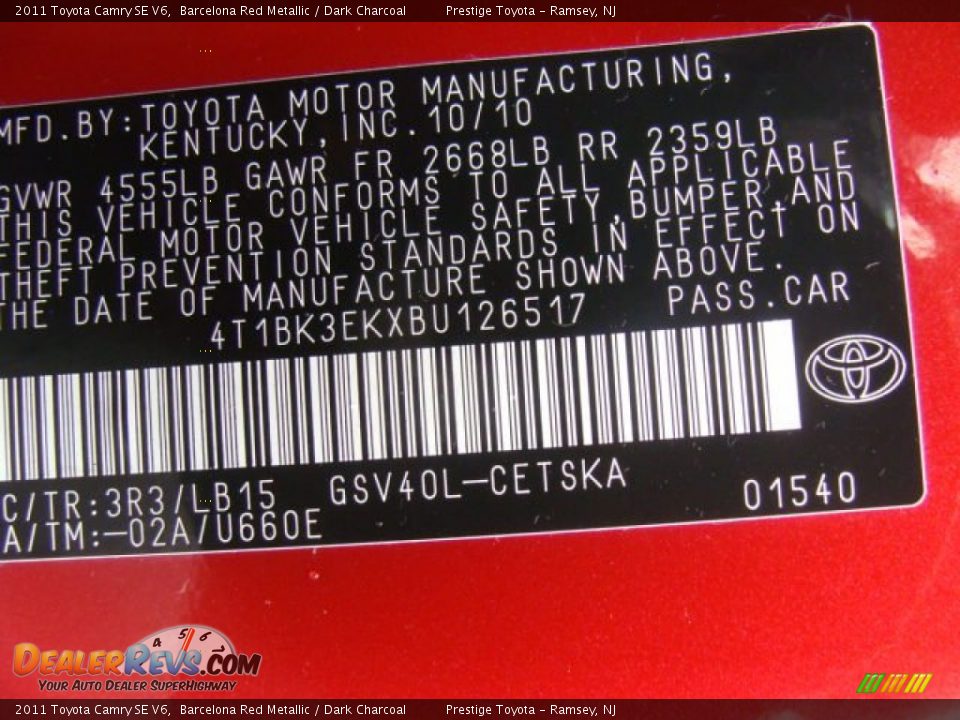 2011 Toyota Camry SE V6, Barcelona Red Metallic / Dark Charcoal Prestige Toyota - Ramsey, NJ
MFD.BY:TOYOTA MOTOR MANUFACTURING,
KENTUCKY,INC.10/10
GVWR 4555LB GAWR FR 2668LB RR 2359LB
THIS VEHICLE CONFORMS TO ALL APPLICABLE
FEDERAL MOTOR VEHICLE SAFETY,BUMPER,AND
THEFT PREVENTION STANDARDS IN EFFECT ON
THE DATE OF MANUFACTURE SHOWN ABOVE.
4T1BK3EKXBU126517 PASS.CAR
C/TR:3R3/LB15 GSV40L-CETSKA 01540
A/TM:-02A/U660E
4 5 6
DEALERREVS.COM
YOUR AUTO DEALER SUPERHIGHWAY
2011 Toyota Camry SE V6, Barcelona Red Metallic / Dark Charcoal Prestige Toyota - Ramsey, NJ